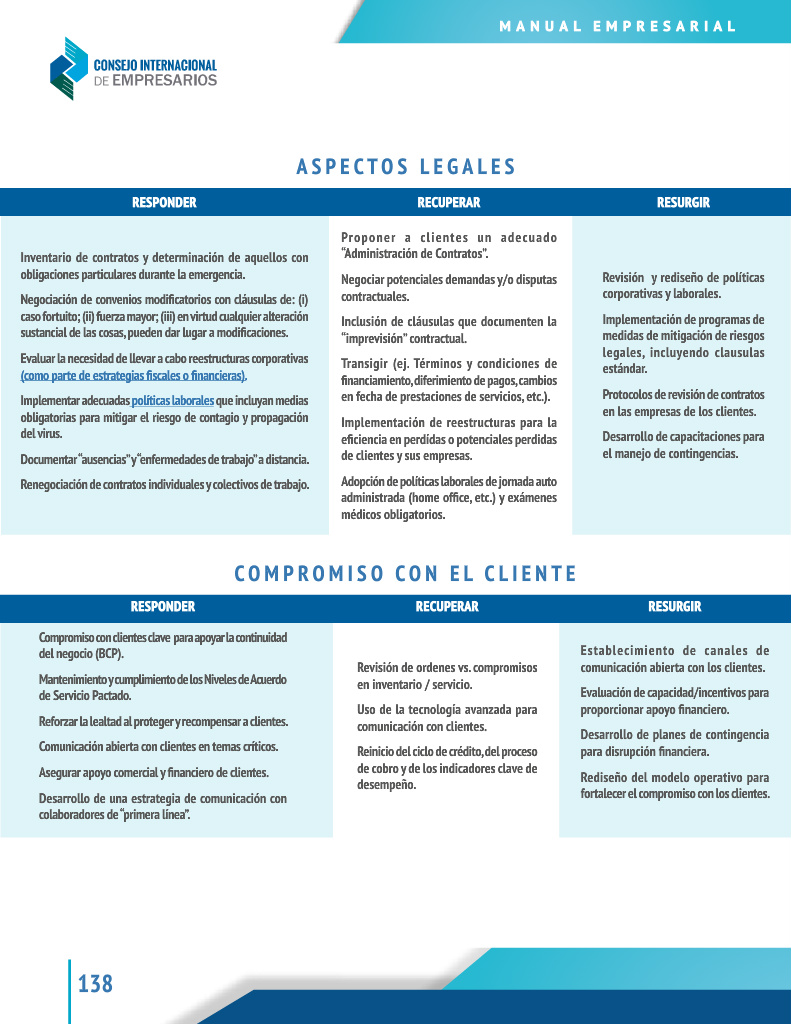 MANUAL EMPRESARIAL
CONSEJO INTERNACIONAL
DE EMPRESARIOS
ASPECTOS LEGALES
RESPONDER
Inventario de contratos y determinación de aquellos con
obligaciones particulares durante la emergencia.
Negociación de convenios modificatorios con cláusulas de: (i)
caso fortuito; (ii) fuerza mayor; (iii) en virtud cualquier alteración
sustancial de las cosas, pueden dar lugar a modificaciones.
Evaluar la necesidad de llevar a cabo reestructuras corporativas
(como parte de estrategias fiscales o financieras).
Implementar adecuadas políticas laborales que incluyan medias
obligatorias para mitigar el riesgo de contagio y propagación
del virus.
Documentar “ausencias” y “enfermedades de trabajo” a distancia.
Renegociación de contratos individuales y colectivos de trabajo.
RECUPERAR
Proponer a clientes un adecuado
“Administración de Contratos”.
Negociar potenciales demandas y/o disputas
contractuales.
Inclusión de cláusulas que documenten la
“imprevisión” contractual.
Transigir (ej. Términos y condiciones de
financiamiento, diferimiento de pagos, cambios
en fecha de prestaciones de servicios, etc.).
Implementación de reestructuras para la
eficiencia en perdidas o potenciales perdidas
de clientes y sus empresas.
Adopción de políticas laborales de jornada auto
administrada (home office, etc.) y exámenes
médicos obligatorios.
RESURGIR
Revisión y rediseño de políticas
corporativas y laborales.
Implementación de programas de
medidas de mitigación de riesgos
legales, incluyendo clausulas
estándar.
Protocolos de revisión de contratos
en las empresas de los clientes.
Desarrollo de capacitaciones para
el manejo de contingencias.
COMPROMISO CON EL CLIENTE
RESPONDER
Compromiso con clientes clave para apoyar la continuidad
del negocio (BCP).
Mantenimiento y cumplimiento de los Niveles de Acuerdo
de Servicio Pactado.
Reforzar la lealtad al proteger y recompensar a clientes.
Comunicación abierta con clientes en temas críticos.
Asegurar apoyo comercial y financiero de clientes.
Desarrollo de una estrategia de comunicación con
colaboradores de “primera línea”.
RECUPERAR
Revisión de ordenes vs. compromisos
en inventario / servicio.
Uso de la tecnología avanzada para
comunicación con clientes.
Reinicio del ciclo de crédito, del proceso
de cobro y de los indicadores clave de
desempeño.
RESURGIR
Establecimiento de canales de
comunicación abierta con los clientes.
Evaluación de capacidad/incentivos para
proporcionar apoyo financiero.
Desarrollo de planes de contingencia
para disrupción financiera.
Rediseño del modelo operativo para
fortalecer el compromiso con los clientes.
138